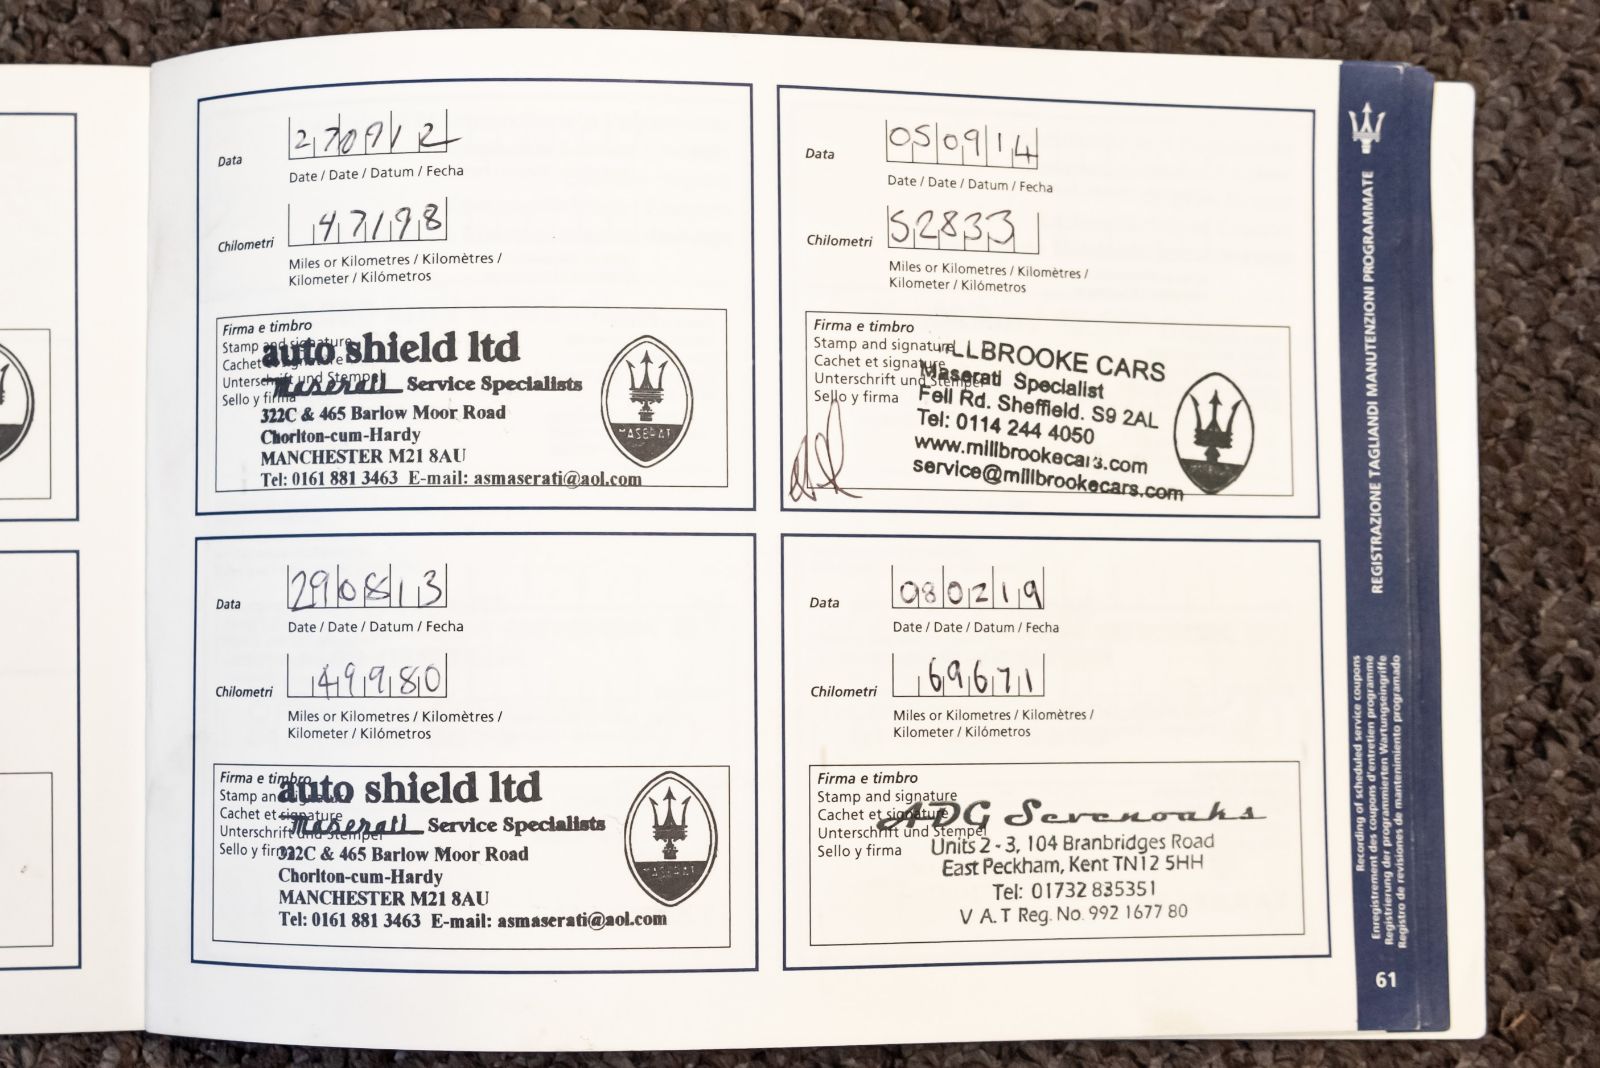 Data
270912
Date / Date / Datum / Fecha
Chilometri
47198
Miles or Kilometres / Kilomètres /
Kilometer / Kilómetros
Firma e timbro
Stamp and signature
Cachet et signature
Unterschrift und Stempel
Sello y firma
auto shield ltd
Maserati Service Specialists
322C & 465 Barlow Moor Road
Chorlton-cum-Hardy
MANCHESTER M21 8AU
Tel: 0161 881 3463 E-mail: asmaserati@aol.com
MASERATI
Data
050914
Date / Date / Datum / Fecha
Chilometri
52833
Miles or Kilometres / Kilomètres /
Kilometer / Kilómetros
Firma e timbro
Stamp and signature
Cachet et signature
Unterschrift und Stempel
Sello y firma
LLBROOKE CARS
Maserati Specialist
Fell Rd. Sheffield. S9 2AL
Tel: 0114 244 4050
www.millbrookecars.com
service@millbrookecars.com
Data
290813
Date / Date / Datum / Fecha
Chilometri
49980
Miles or Kilometres / Kilomètres /
Kilometer / Kilómetros
Firma e timbro
Stamp and signature
Cachet et signature
Unterschrift und Stempel
Sello y firma
auto shield ltd
Maserati Service Specialists
322C & 465 Barlow Moor Road
Chorlton-cum-Hardy
MANCHESTER M21 8AU
Tel: 0161 881 3463 E-mail: asmaserati@aol.com
MASERATI
Data
080219
Date / Date / Datum / Fecha
Chilometri
69671
Miles or Kilometres / Kilomètres /
Kilometer / Kilómetros
Firma e timbro
Stamp and signature
Cachet et signature
Unterschrift und Stempel
Sello y firma
ADG Sevenoaks
Units 2 - 3, 104 Branbridges Road
East Peckham, Kent TN12 5HH
Tel: 01732 835351
V A.T Reg. No. 992 1677 80
REGISTRAZIONE TAGLIANDI MANUTENZIONI PROGRAMMATE
Recording of scheduled service coupons
Enregistrement des coupons d'entretien programmé
Registrierung der programmierten Wartungseingriffe
Registro de revisiones de mantenimiento programado
61